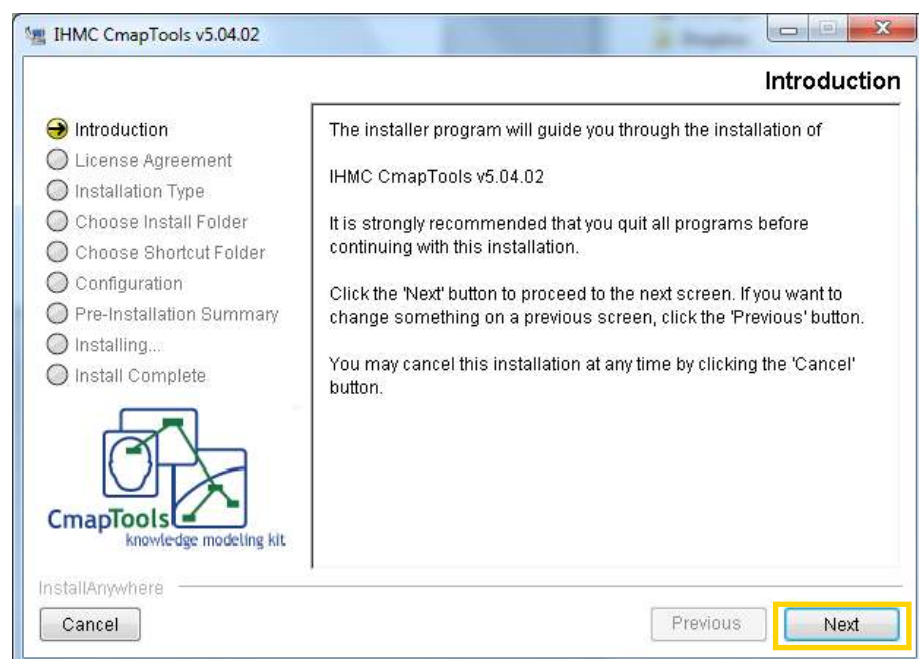 IHMC CmapTools v5.04.02
Introduction
Introduction
License Agreement
Installation Type
Choose Install Folder
Choose Shortcut Folder
Configuration
Pre-Installation Summary
Installing...
Install Complete
The installer program will guide you through the installation of
IHMC CmapTools v5.04.02
It is strongly recommended that you quit all programs before
continuing with this installation.
Click the 'Next' button to proceed to the next screen. If you want to
change something on a previous screen, click the 'Previous' button.
You may cancel this installation at any time by clicking the 'Cancel'
button.
CmapTools
knowledge modeling kit
InstallAnywhere
Cancel
Previous
Next